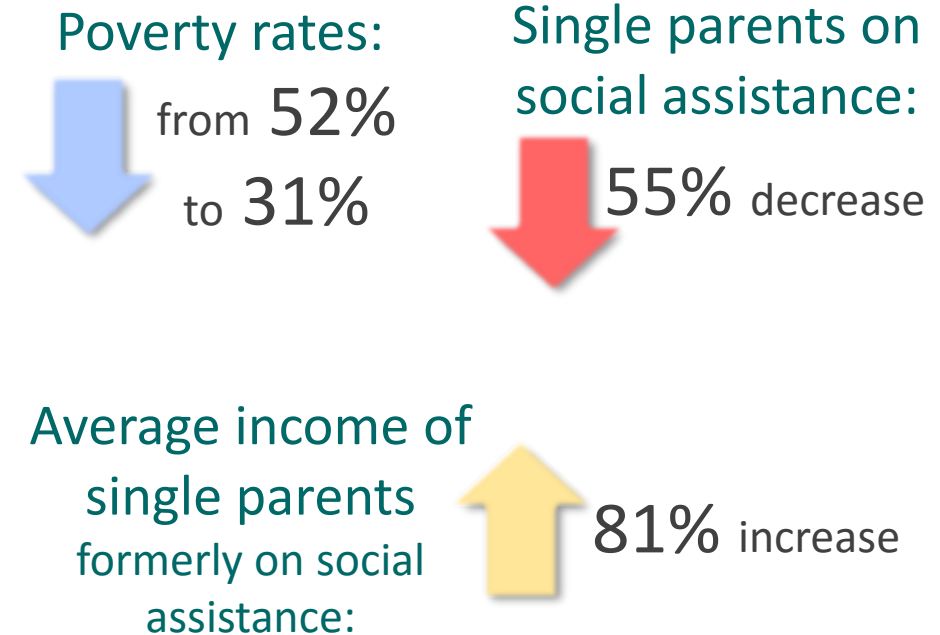 Poverty rates:
from 52%
to 31%
Single parents on
social assistance:
55% decrease
Average income of
single parents
formerly on social
assistance:
81% increase